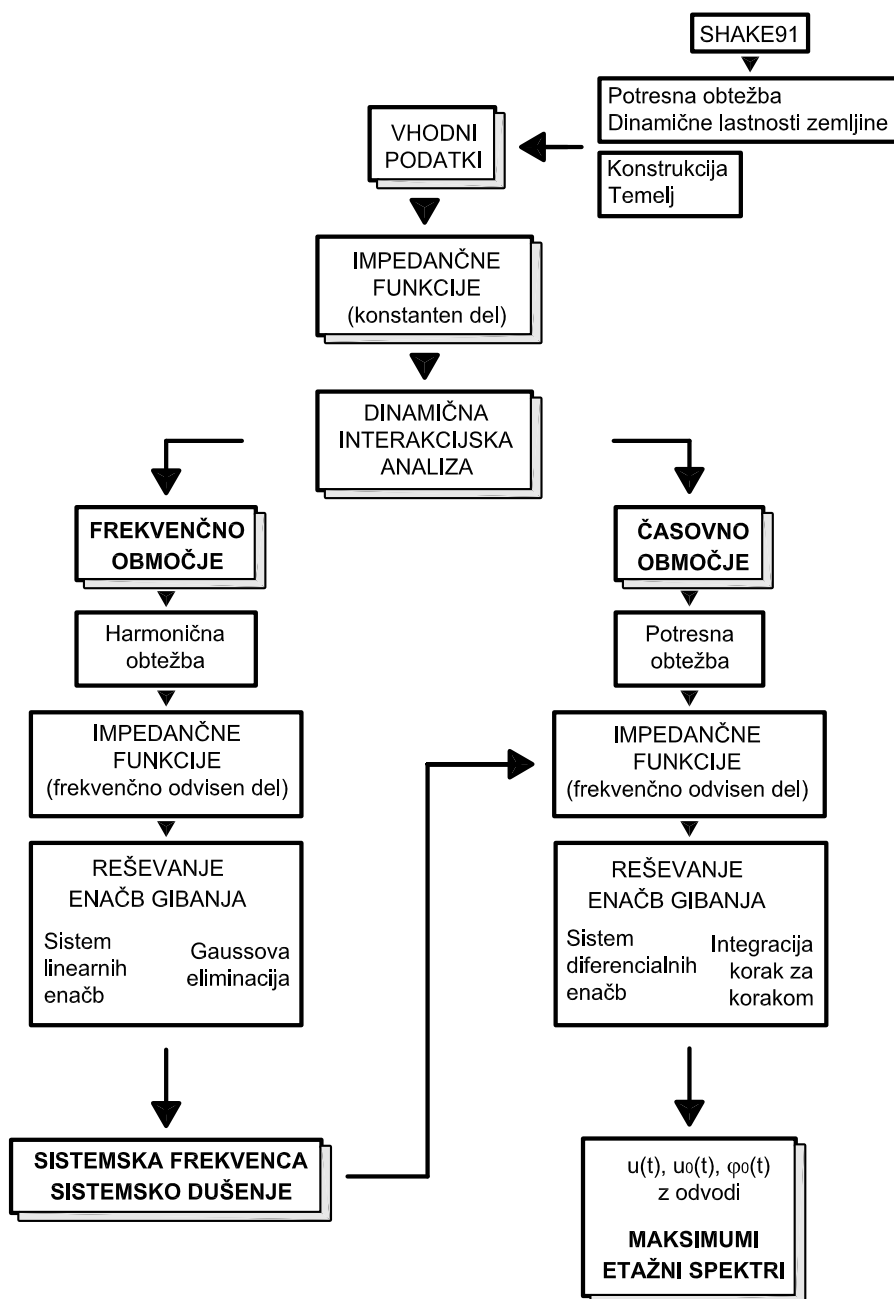 SHAKE91
Potresna obtežba
Dinamične lastnosti zemljine
VHODNI
PODATKI
Konstrukcija
Temelj
IMPEDANČNE
FUNKCIJE
(konstanten del)
DINAMIČNA
INTERAKCIJSKA
ANALIZA
FREKVENČNO
OBMOČJE
Harmonična
obtežba
IMPEDANČNE
FUNKCIJE
(frekvenčno odvisen del)
REŠEVANJE
ENAČB GIBANJA
Sistem
linearnih
enačb
Gaussova
eliminacija
SISTEMSKA FREKVENCA
SISTEMSKO DUŠENJE
ČASOVNO
OBMOČJE
Potresna
obtežba
IMPEDANČNE
FUNKCIJE
(frekvenčno odvisen del)
REŠEVANJE
ENAČB GIBANJA
Sistem
diferencialnih
enačb
Integracija
korak za
korakom
u(t), u0(t), φ0(t)
z odvodi
MAKSIMUMI
ETAŽNI SPEKTRI